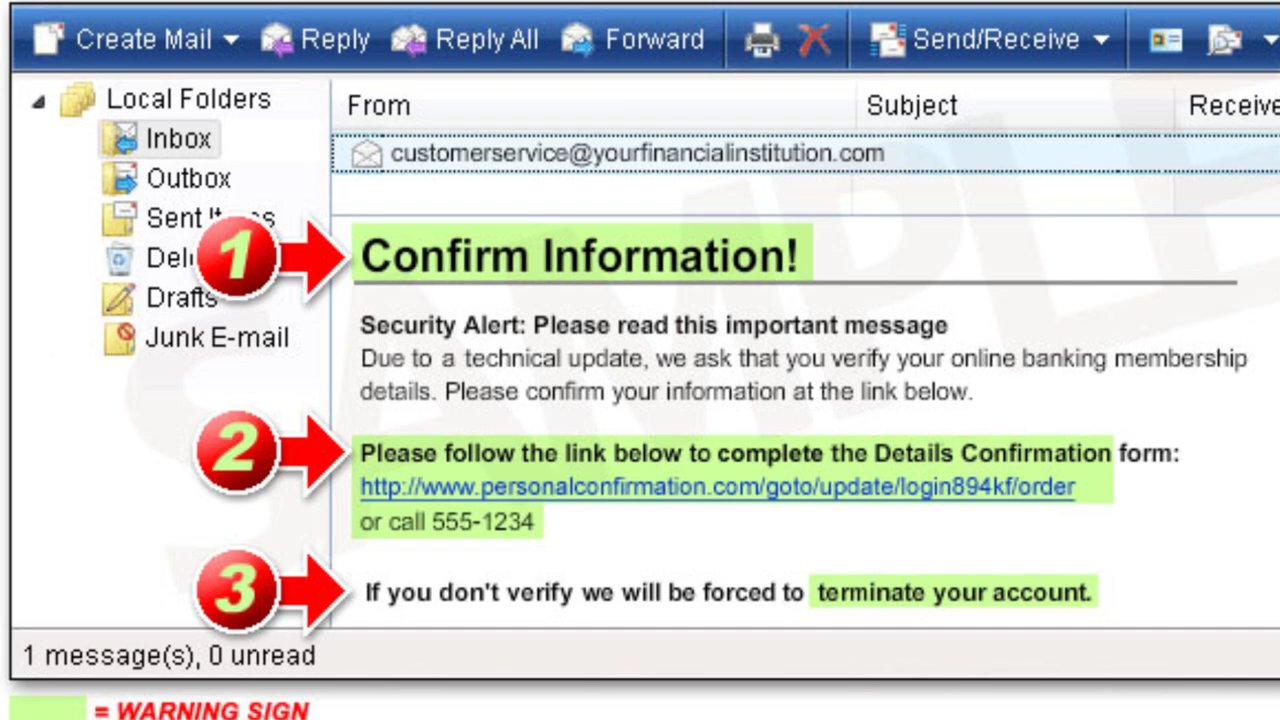 Create Mail Reply Reply All Forward Send/Receive
Local Folders
Inbox
Outbox
Sent
Drafts
Junk E-mail
From Subject
customerservice@yourfinancialinstitution.com
1 Confirm Information!
Security Alert: Please read this important message
Due to a technical update, we ask that you verify your online banking membership
details. Please confirm your information at the link below.
2 Please follow the link below to complete the Details Confirmation form:
http://www.personalconfirmation.com/goto/update/login894kf/order
or call 555-1234
3 If you don't verify we will be forced to terminate your account.
1 message(s), 0 unread
= WARNING SIGN
SAMPLE